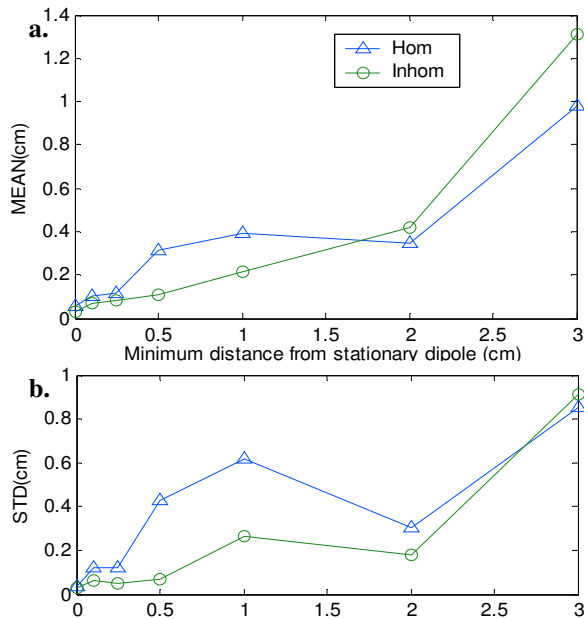 a.
1.4
1.2
1
0.8
0.6
0.4
0.2
0
MEAN(cm)
Hom
Inhom
0 0.5 1 1.5 2 2.5 3
Minimum distance from stationary dipole (cm)
b.
1
0.8
0.6
0.4
0.2
0
STD(cm)
0 0.5 1 1.5 2 2.5 3